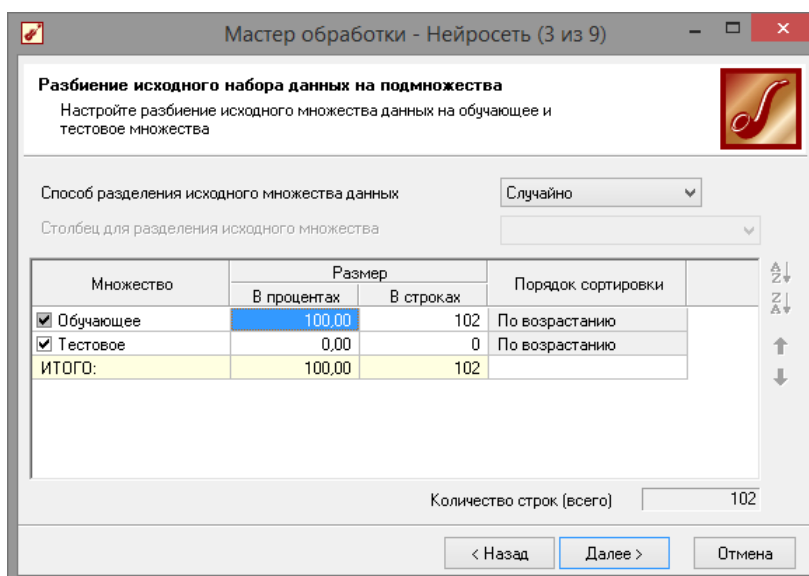 Мастер обработки - Нейросеть (3 из 9)
Разбиение исходного набора данных на подмножества
Настройте разбиение исходного множества данных на обучающее и
тестовое множества
Способ разделения исходного множества данных Случайно
Столбец для разделения исходного множества
Множество Размер Порядок сортировки
В процентах В строках
Обучающее 100,00 102 По возрастанию
Тестовое 0,00 0 По возрастанию
ИТОГО: 100,00 102
Количество строк (всего) 102
< Назад Далее > Отмена